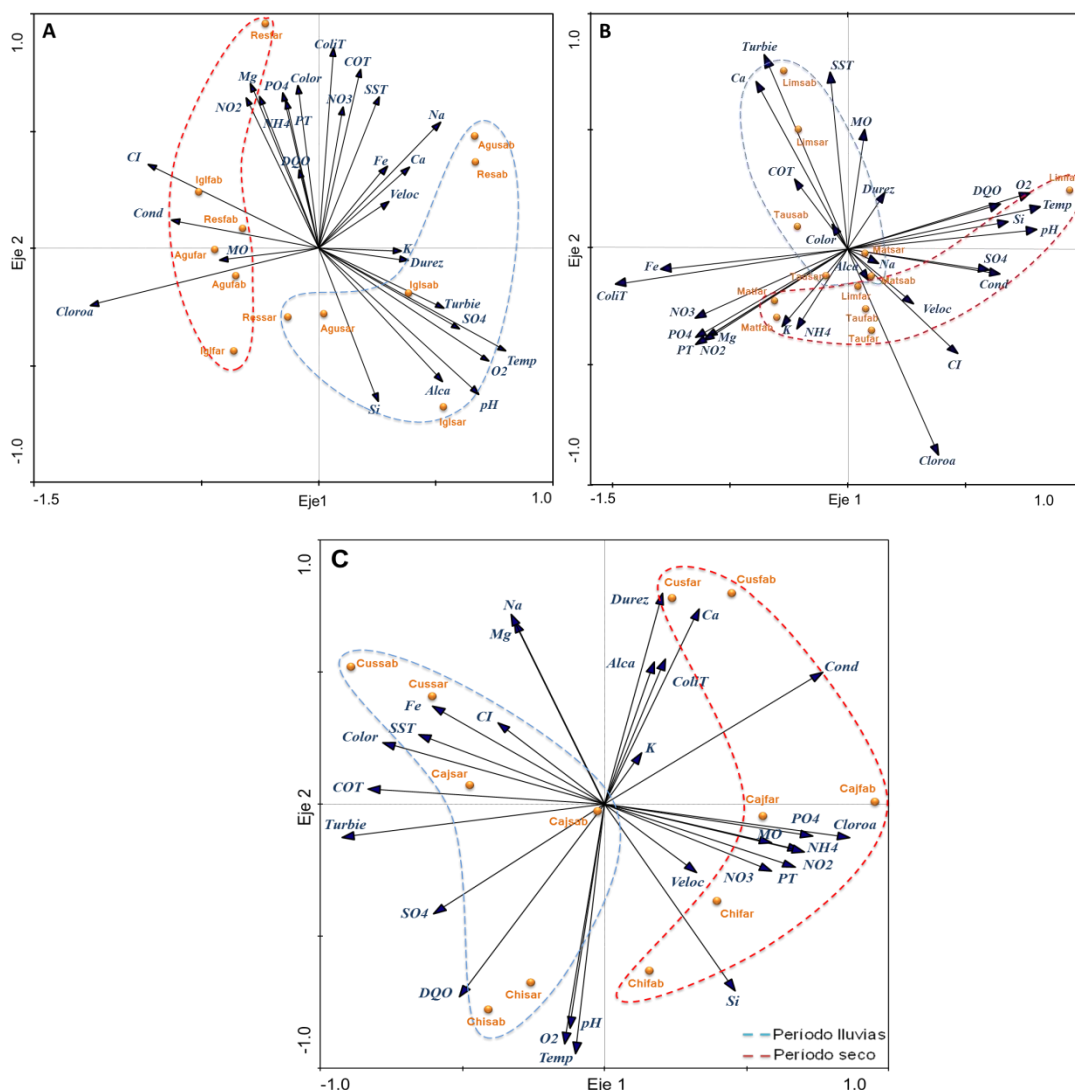 A
1.0
Resfar
ColiT
COT
Mg
PO4
Color
SST
NO2
NH4
PT
NO3
Na
Agusab
CI
DQO
Fe
Ca
Resab
Iglfab
Veloc
Cond
Resfab
Eje 2
Agufar
MO
K
Durez
Agufab
Iglsab
Cloroa
Turbie
Ressar
Agusar
SO4
Iglfar
Temp
O2
Alca
pH
Si
Iglsar
-1.0
-1.5
Eje1
1.0
B
1.0
Turbie
SST
Limsab
Ca
MO
Limsar
COT
Durez
DQO
O2
Limfab
Temp
Tausab
Si
pH
Color
Eje 2
Matsar
Fe
Alca
Na
SO4
ColiT
Taussar
Matsab
Cond
Matfar
Limfar
Veloc
NO3
Matfab
K
NH4
Taufab
PO4
Mg
Taufar
PT
NO2
CI
Cloroa
-1.0
-1.5
Eje 1
1.0
C
1.0
Na
Mg
Durez
Cusfar
Cusfab
Ca
Cussab
Alca
ColiT
Cond
Cussar
Fe
CI
SST
Color
K
COT
Cajsar
Cajfab
Eje 2
Cajsab
Cajfar
PO4
Turbie
MO
Cloroa
NH4
NO2
Veloc
NO3
PT
SO4
Chifar
DQO
Chisar
Chifab
Si
Chisab
O2
pH
Temp
Periodo lluvias
Periodo seco
-1.0
-1.0
Eje 1
1.0